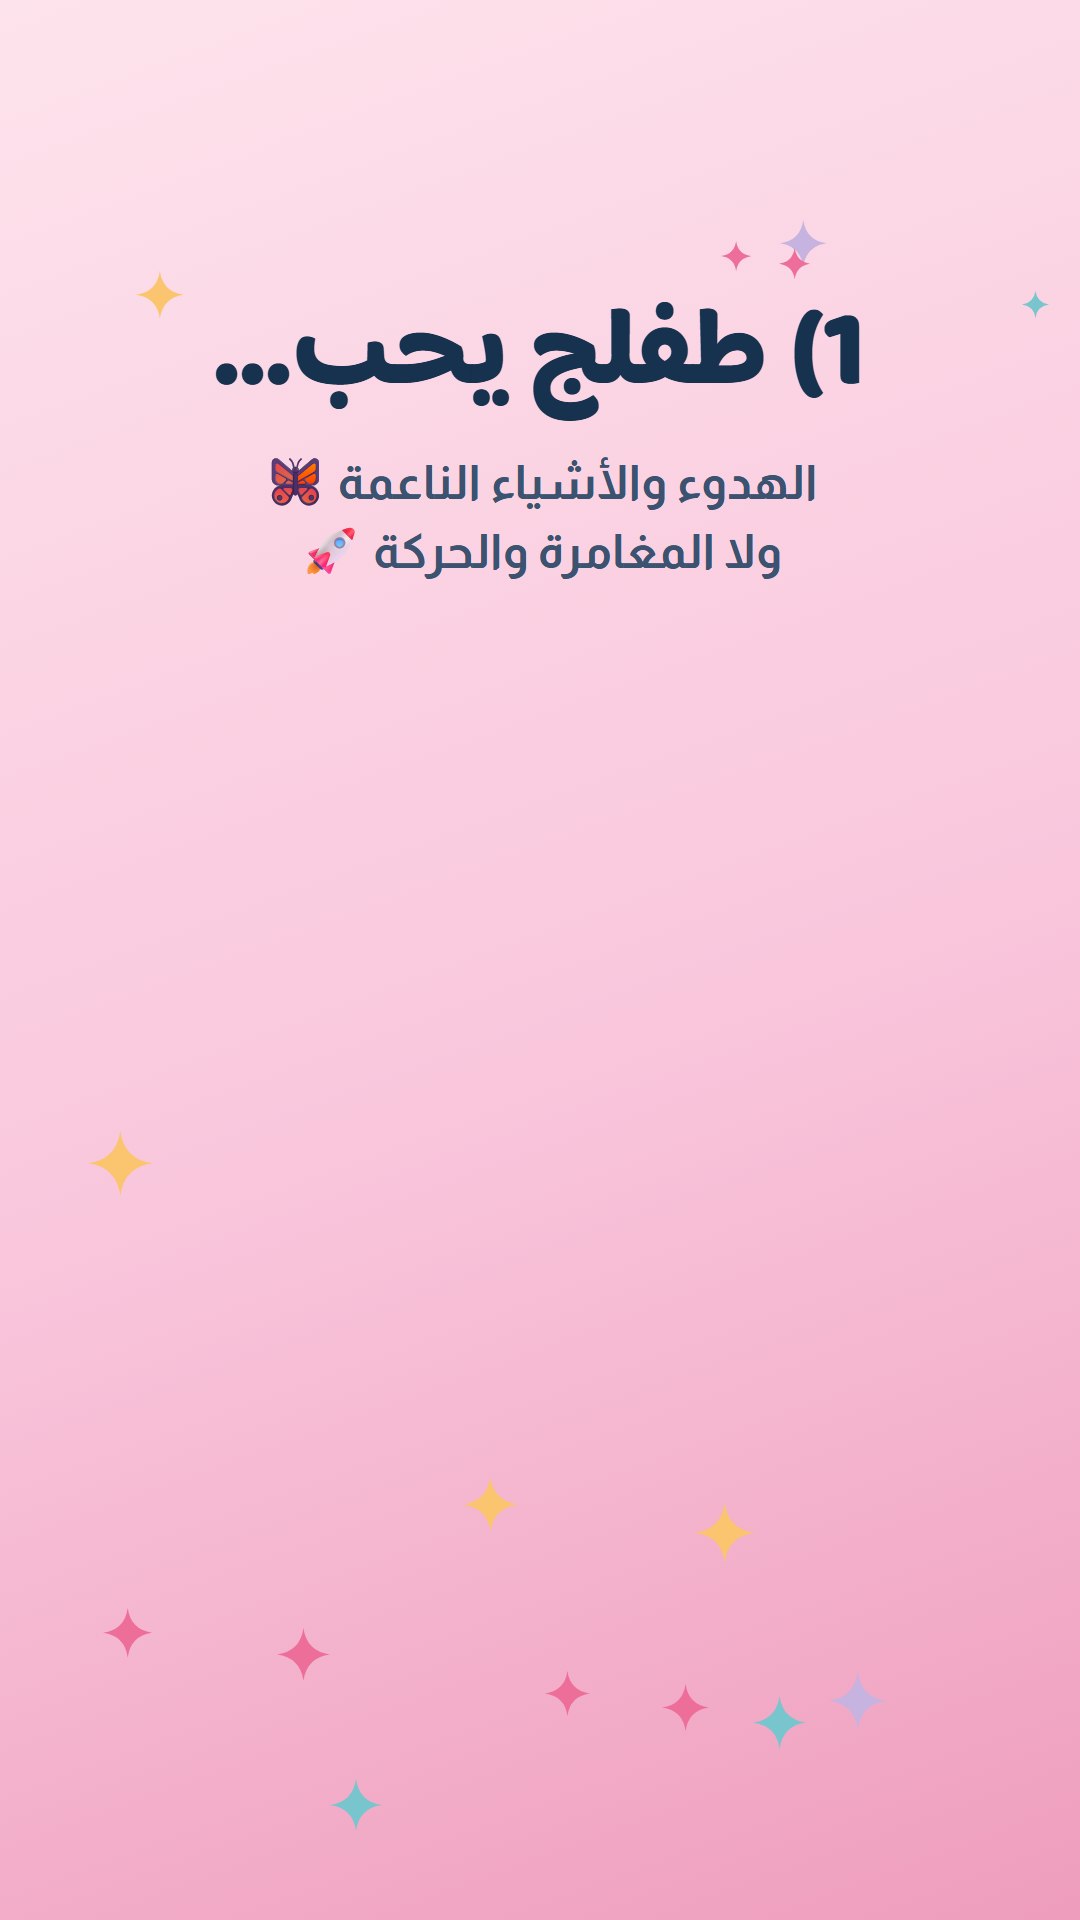 1) طفلج يحب...
الهدوء والأشياء الناعمة 🦋
ولا المغامرة والحركة 🚀